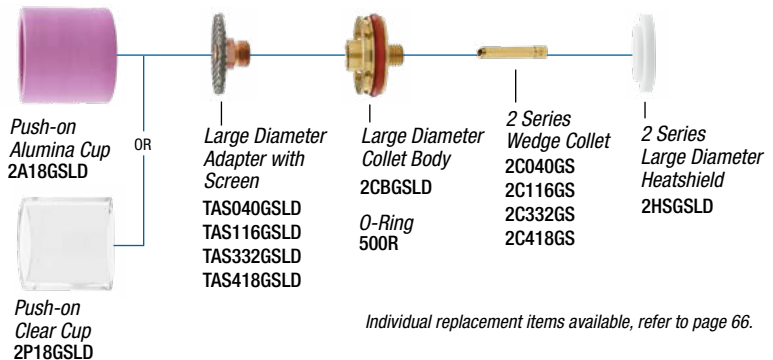 Push-on
Alumina Cup
2A18GSLD
OR
Push-on
Clear Cup
2P18GSLD
Large Diameter
Adapter with
Screen
TAS040GSLD
TAS116GSLD
TAS332GSLD
TAS418GSLD
Large Diameter
Collet Body
2CBGSLD
O-Ring
500R
2 Series
Wedge Collet
2C040GS
2C116GS
2C332GS
2C418GS
2 Series
Large Diameter
Heatshield
2HSGSLD
Individual replacement items available, refer to page 66.